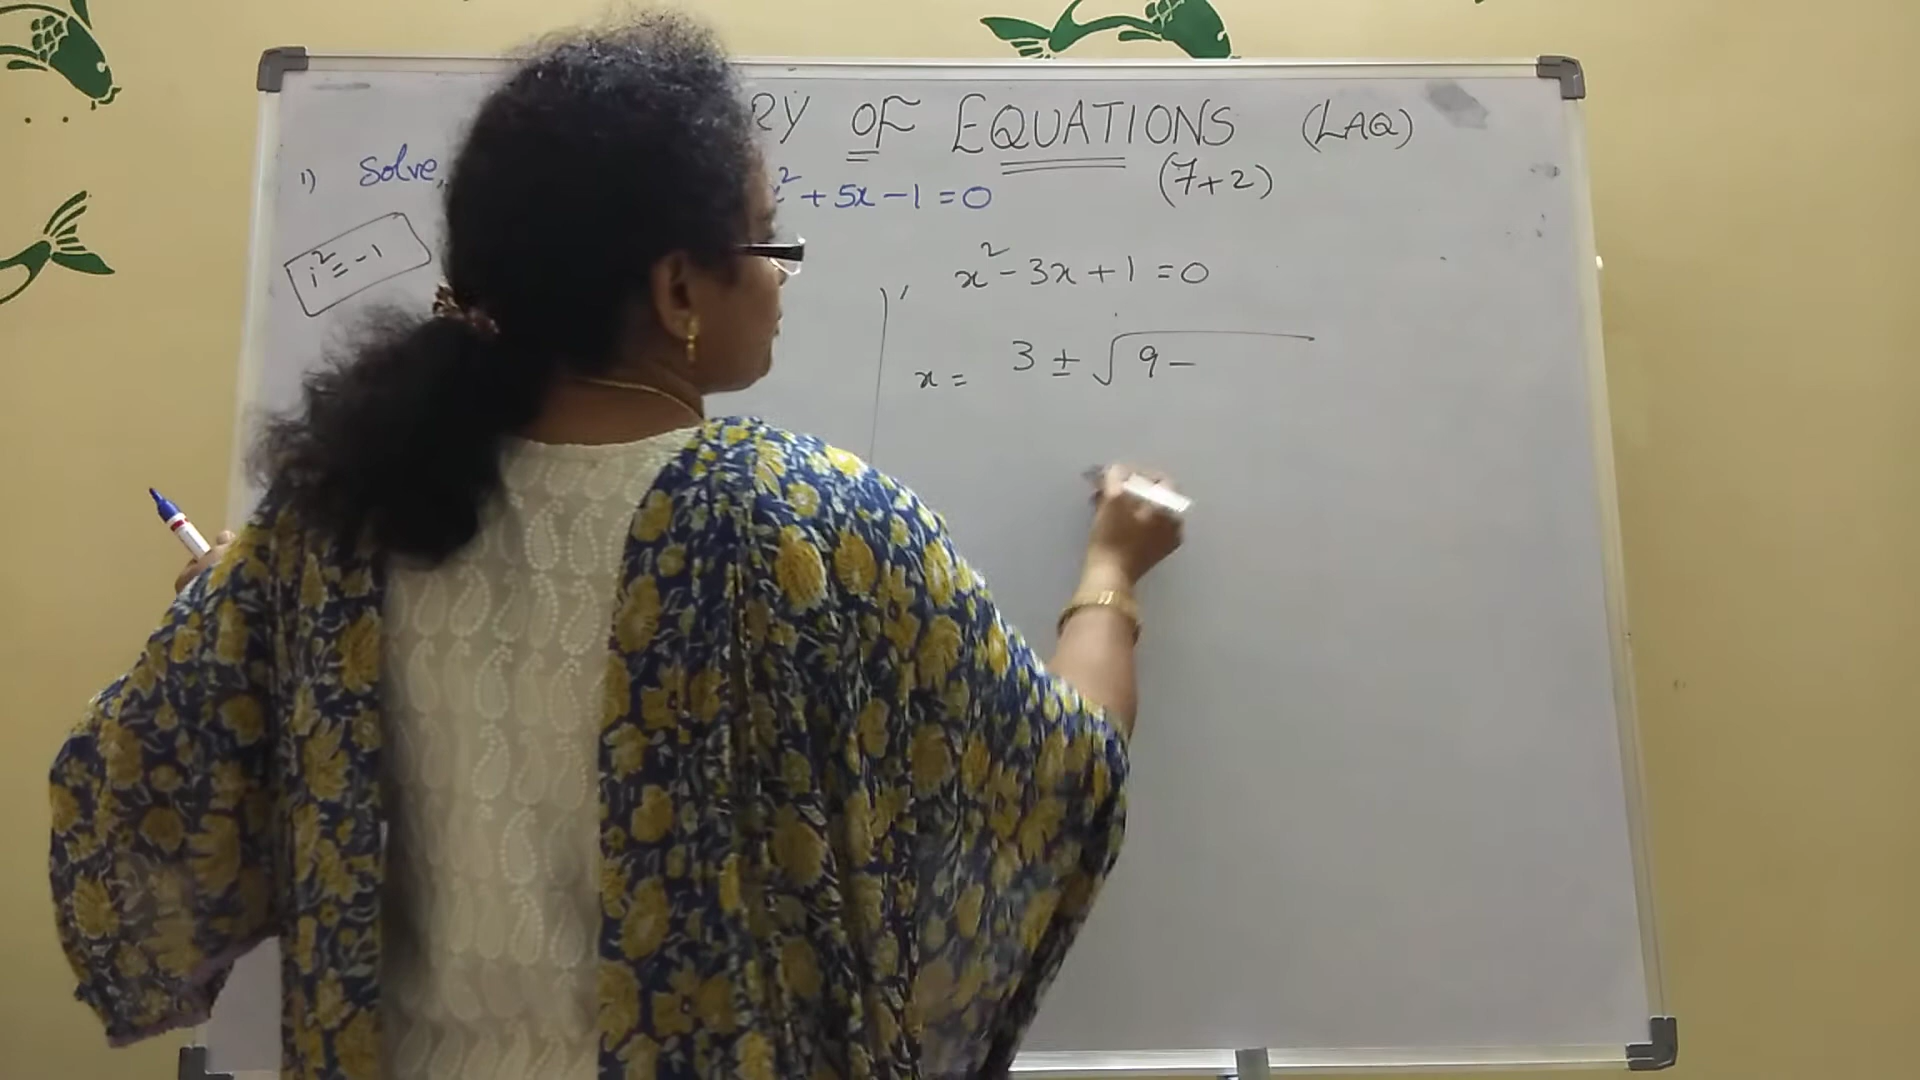 RY OF EQUATIONS (LAQ)
1) Solve, x² + 5x - 1 = 0 (7+2)
i² = -1
x² - 3x + 1 = 0
x = 3 ± √9 -